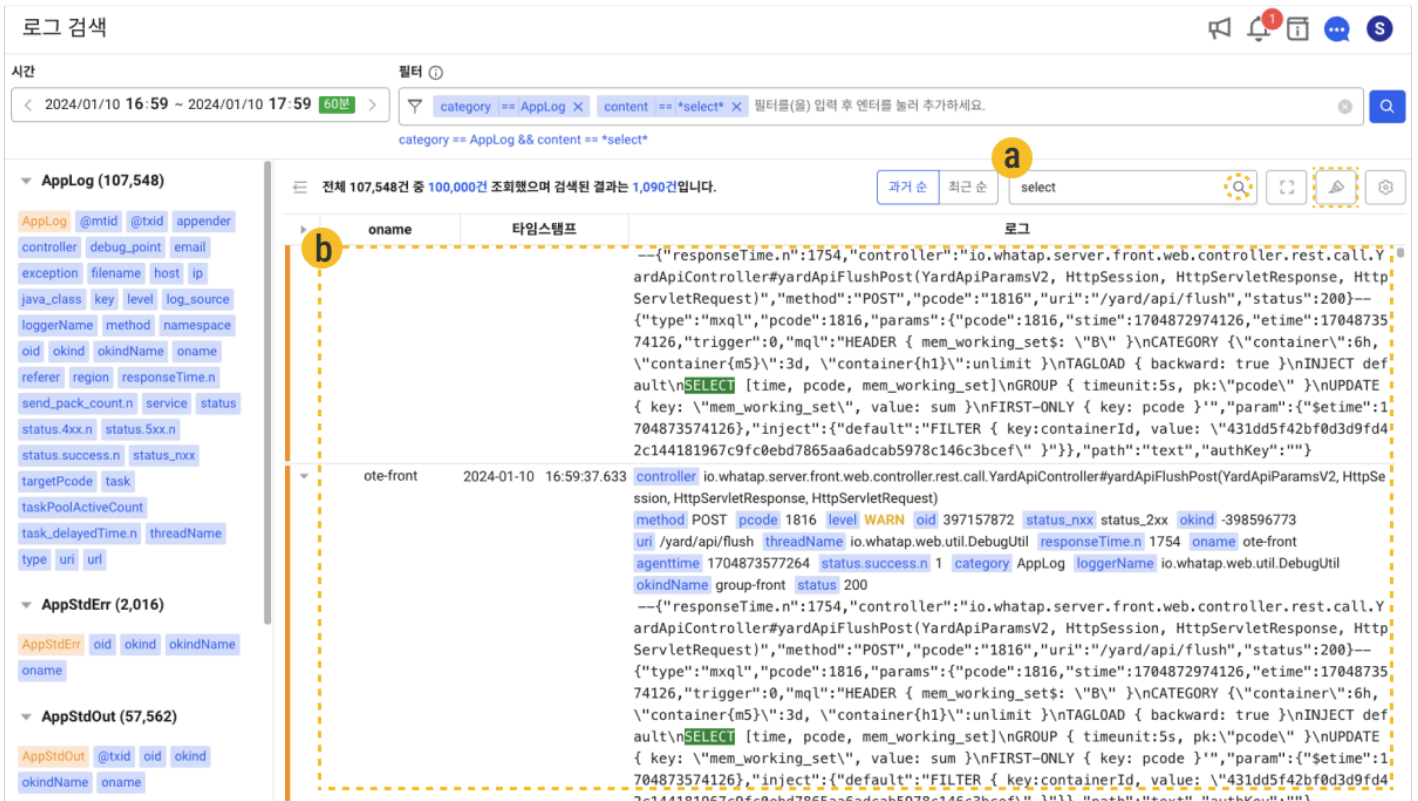 로그 검색
1
S
시간
필터
2024/01/10 16:59 ~ 2024/01/10 17:59 60분
category == AppLog × content == *select* × 필터를(을) 입력 후 엔터를 눌러 추가하세요.
category == AppLog && content == *select*
a
AppLog (107,548)
AppLog @mtid @txid appender
controller debug_point email
exception filename host ip
java_class key level log_source
loggerName method namespace
oid okind okindName oname
referer region responseTime.n
send_pack_count.n service status
status.4xx.n status.5xx.n
status.success.n status_nxx
targetPcode task
taskPoolActiveCount
task_delayedTime.n threadName
type uri url
AppStdErr (2,016)
AppStdErr oid okind okindName
oname
AppStdOut (57,562)
AppStdOut @txid oid okind
okindName oname
전체 107,548건 중 100,000건 조회했으며 검색된 결과는 1,090건입니다.
과거 순 최근 순 select
oname 타임스탬프 로그
b
--{"responseTime.n":1754,"controller":"io.whatap.server.front.web.controller.rest.call.Y
ardApiController#yardApiFlushPost(YardApiParamsV2, HttpSession, HttpServletResponse, Http
ServletRequest)","method":"POST","pcode":"1816","uri":"/yard/api/flush","status":200}--
{"type":"mxql","pcode":1816,"params":{"pcode":1816,"stime":1704872974126,"etime":17048735
74126,"trigger":0,"mql":"HEADER { mem_working_set$: \"B\" }\nCATEGORY {\"container\":6h,
\"container{m5}\":3d, \"container{h1}\":unlimit }\nTAGLOAD { backward: true }\nINJECT def
ault\nSELECT [time, pcode, mem_working_set]\nGROUP { timeunit:5s, pk:\"pcode\" }\nUPDATE
{ key: \"mem_working_set\", value: sum }\nFIRST-ONLY { key: pcode }'","param":{"$etime":1
704873574126},"inject":{"default":"FILTER { key:containerId, value: \"431dd5f42bf0d3d9fd4
2c144181967c9fc0ebd7865aa6adcab5978c146c3bcef\" }"}},"path":"text","authKey":""}
ote-front 2024-01-10 16:59:37.633 controller io.whatap.server.front.web.controller.rest.call.YardApiController#yardApiFlushPost(YardApiParamsV2, HttpSe
ssion, HttpServletResponse, HttpServletRequest)
method POST pcode 1816 level WARN oid 397157872 status_nxx status_2xx okind -398596773
uri /yard/api/flush threadName io.whatap.web.util.DebugUtil responseTime.n 1754 oname ote-front
agenttime 1704873577264 status.success.n 1 category AppLog loggerName io.whatap.web.util.DebugUtil
okindName group-front status 200
--{"responseTime.n":1754,"controller":"io.whatap.server.front.web.controller.rest.call.Y
ardApiController#yardApiFlushPost(YardApiParamsV2, HttpSession, HttpServletResponse, Http
ServletRequest)","method":"POST","pcode":"1816","uri":"/yard/api/flush","status":200}--
{"type":"mxql","pcode":1816,"params":{"pcode":1816,"stime":1704872974126,"etime":17048735
74126,"trigger":0,"mql":"HEADER { mem_working_set$: \"B\" }\nCATEGORY {\"container\":6h,
\"container{m5}\":3d, \"container{h1}\":unlimit }\nTAGLOAD { backward: true }\nINJECT def
ault\nSELECT [time, pcode, mem_working_set]\nGROUP { timeunit:5s, pk:\"pcode\" }\nUPDATE
{ key: \"mem_working_set\", value: sum }\nFIRST-ONLY { key: pcode }'","param":{"$etime":1
704873574126},"inject":{"default":"FILTER { key:containerId, value: \"431dd5f42bf0d3d9fd4
2c144181967c9fc0ebd7865aa6adcab5978c146c3bcef\" }"}},"path":"text","authKey":""}